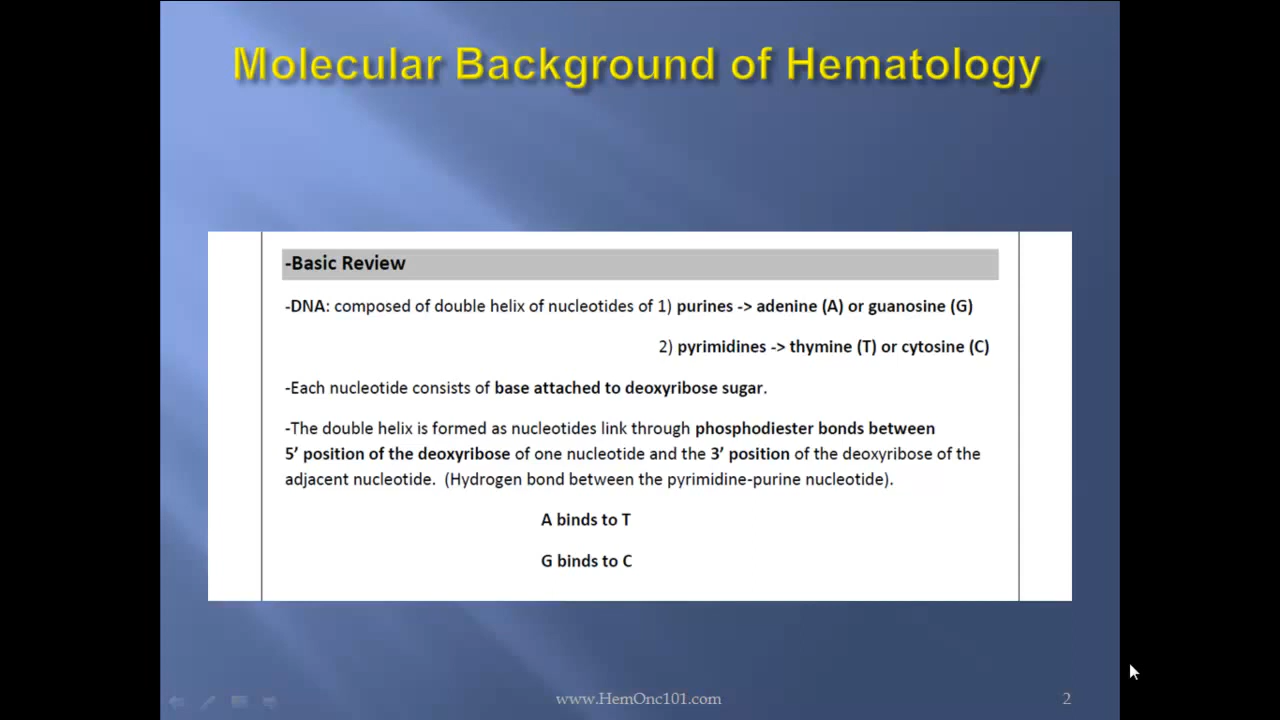 Molecular Background of Hematology
-Basic Review
-DNA: composed of double helix of nucleotides of 1) purines -> adenine (A) or guanosine (G)
2) pyrimidines -> thymine (T) or cytosine (C)
-Each nucleotide consists of base attached to deoxyribose sugar.
-The double helix is formed as nucleotides link through phosphodiester bonds between
5’ position of the deoxyribose of one nucleotide and the 3’ position of the deoxyribose of the
adjacent nucleotide.  (Hydrogen bond between the pyrimidine-purine nucleotide).
A binds to T
G binds to C
www.HemOnc101.com
2